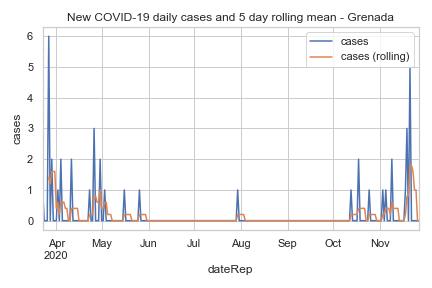 New COVID-19 daily cases and 5 day rolling mean - Grenada
cases
cases (rolling)
cases
6
5
4
3
2
1
0
Apr May Jun Jul Aug Sep Oct Nov
2020
dateRep